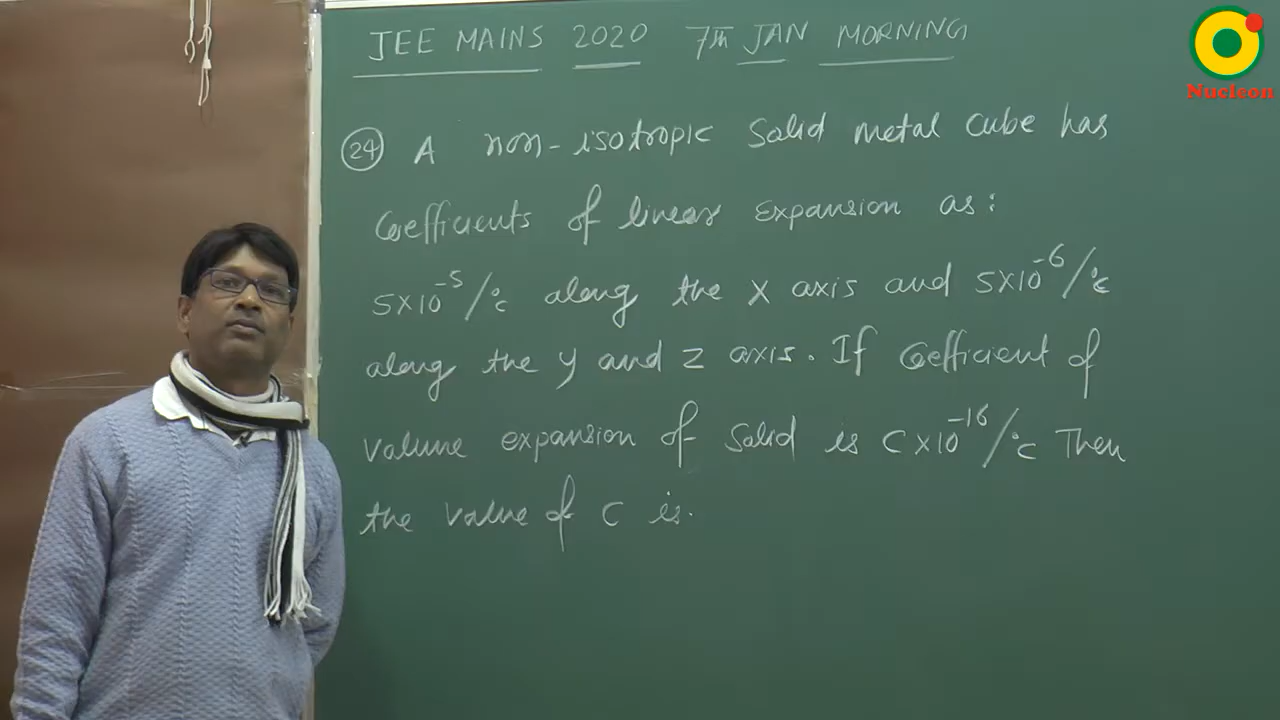 JEE MAINS 2020 7TH JAN MORNING
Nucleon
24 A non-isotropic solid metal cube has
coefficients of linear expansion as:
5×10⁻⁵/°c along the x axis and 5×10⁻⁶/°c
along the y and z axis. If coefficient of
valume expansion of solid is C×10⁻¹⁶/°c Then
the value of c is.